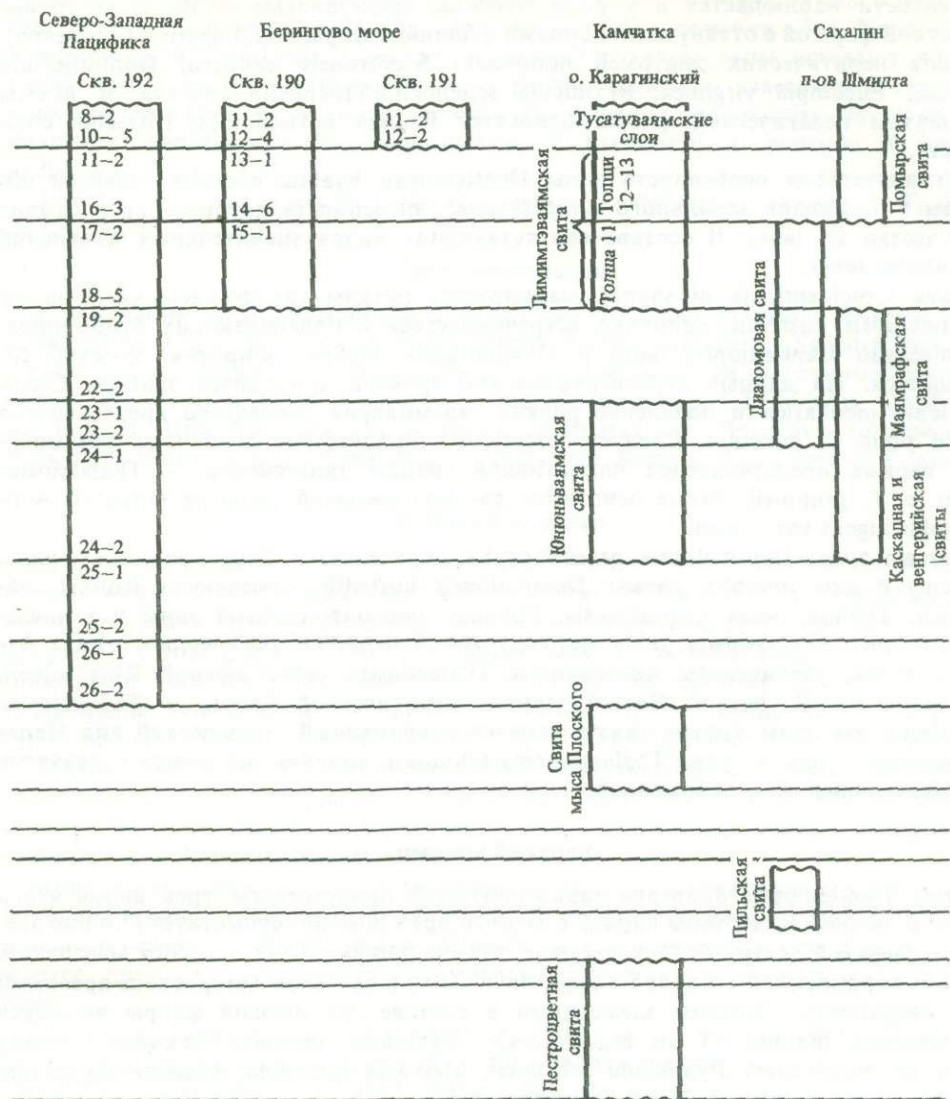 Северо-Западная
Пацифика
Берингово море
Камчатка
Сахалин
Скв. 192
Скв. 190
Скв. 191
о. Карагинский
п-ов Шмидта
8–2
10– 5
11–2
16–3
17–2
18–5
19–2
22–2
23–1
23–2
24–1
24–2
25–1
25–2
26–1
26–2
11–2
12–4
13–1
14–6
15–1
11–2
12–2
Тусатуваямские
слои
Лимимтэваямская
свита
Толщи
12–13
Толща 11
Юнюньваямская
свита
Свита
мыса Плоского
Пестроцветная
свита
Помырская
свита
Диатомовая свита
Маямрафская
свита
Каскадная и
венгерийская
свиты
Пильская
свита